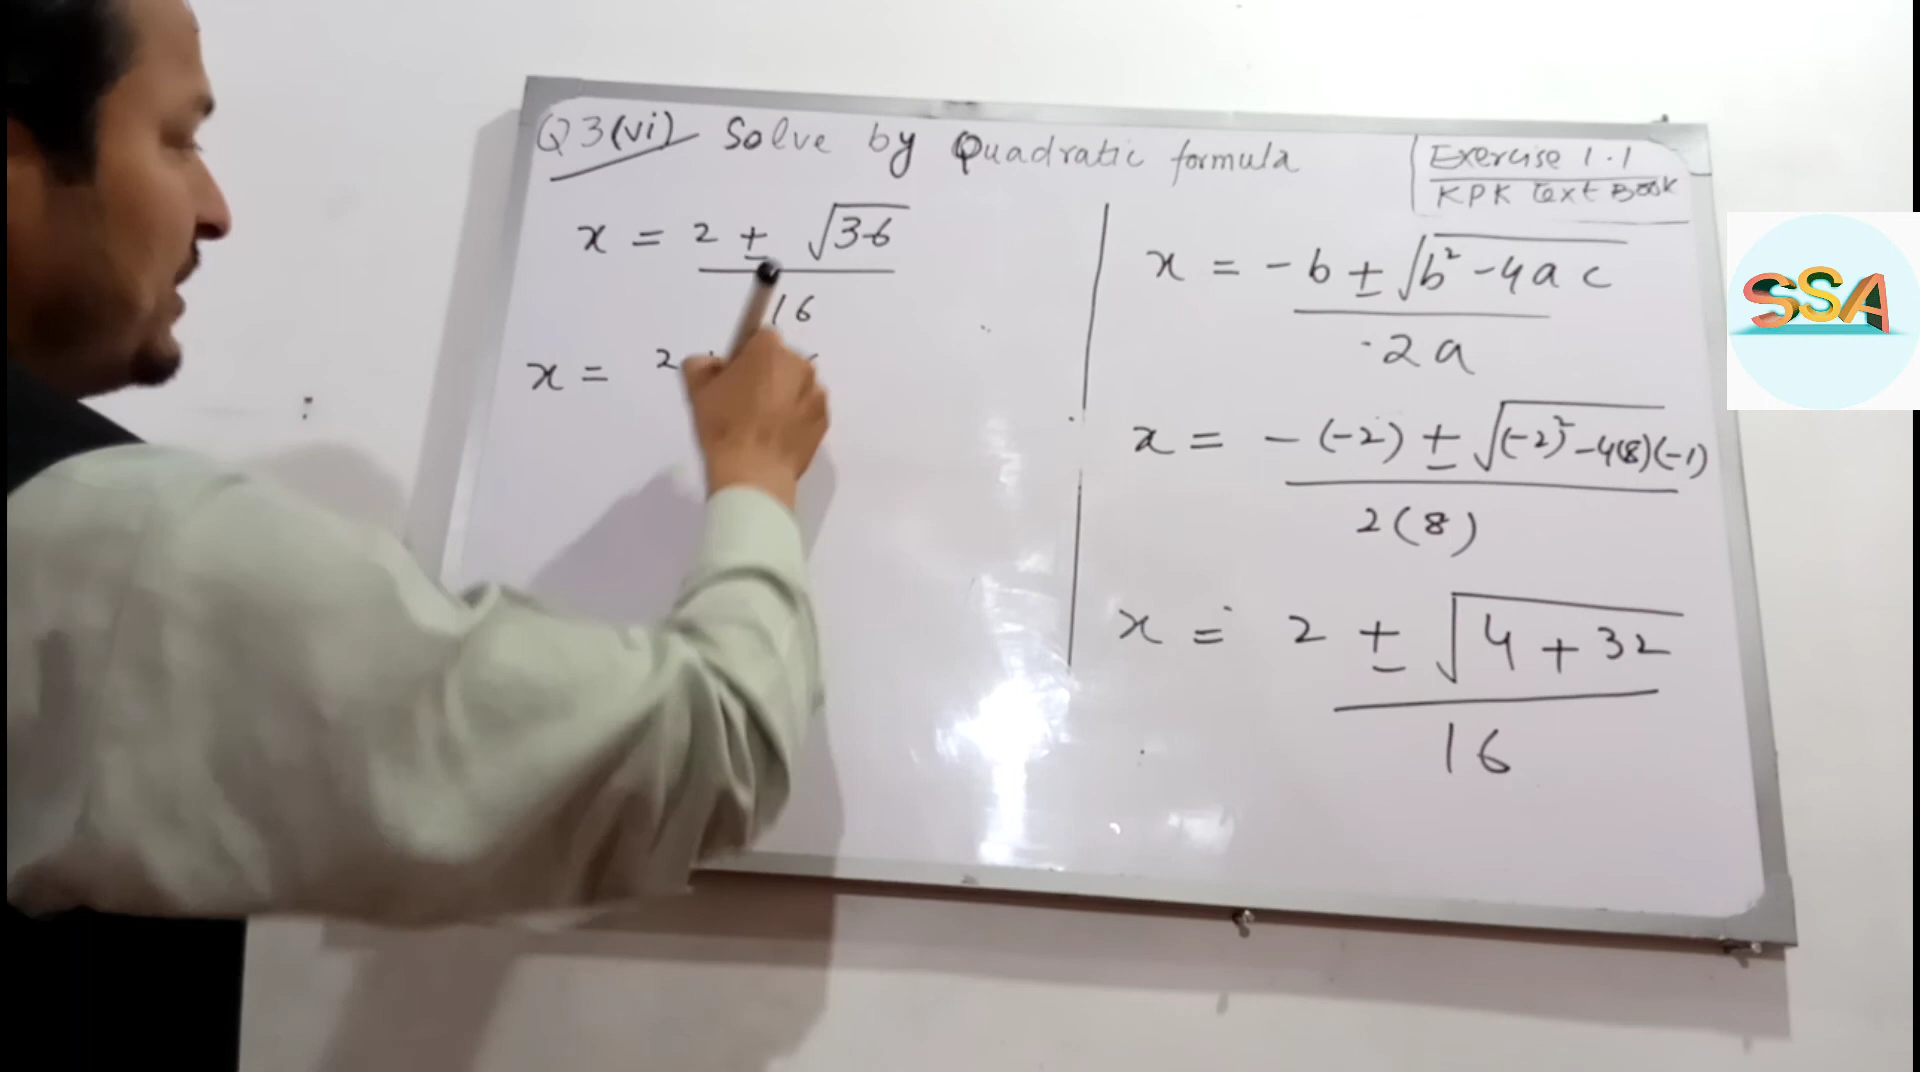 Q3(vi) Solve by Quadratic formula
Exercise 1.1
KPK Text Book
x = 2 ± √36
16
x = 2
x = -b ± √b² -4ac
2a
x = -(-2) ± √(-2)² -4(8)(-1)
2(8)
x = 2 ± √4+32
16
SSA